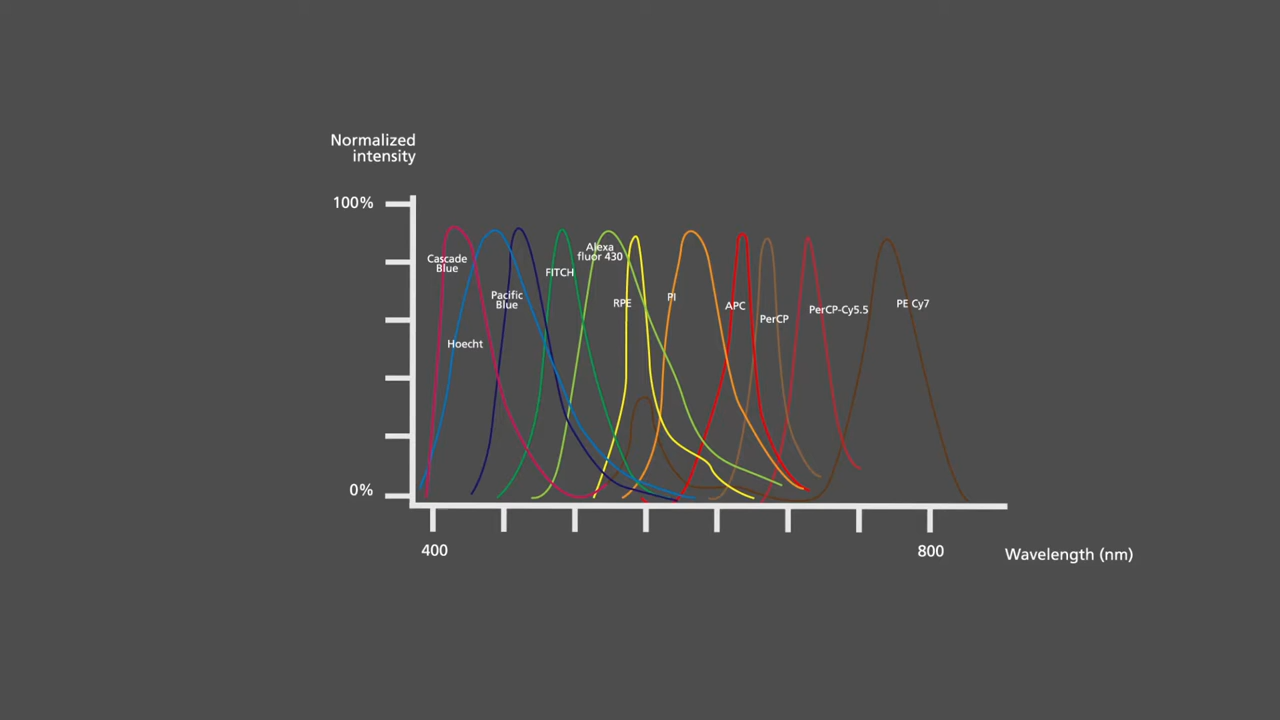 Normalized
intensity
100%
Cascade
Blue
Alexa
fluor 430
FITCH
Pacific
Blue
RPE
PI
APC
PerCP
PerCP-Cy5.5
PE Cy7
Hoecht
0%
400
800
Wavelength (nm)